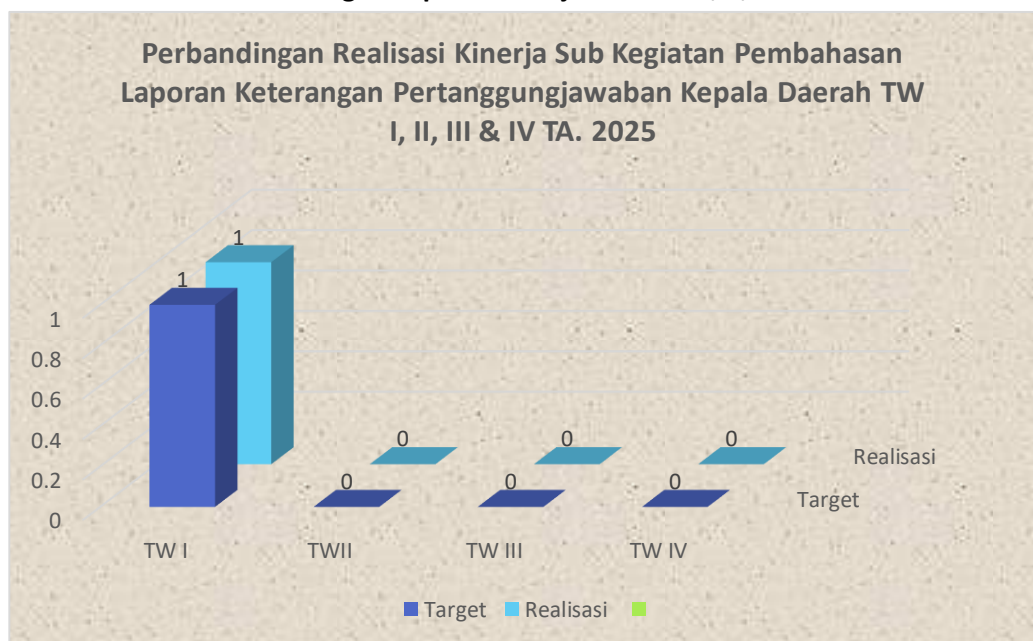 Perbandingan Realisasi Kinerja Sub Kegiatan Pembahasan
Laporan Keterangan Pertanggungjawaban Kepala Daerah TW
I, II, III & IV TA. 2025
1
1
1
0.8
0.6
0.4
0.2
0
0
0
0
0
0
0
Realisasi
Target
TW I
TWII
TW III
TW IV
Target
Realisasi